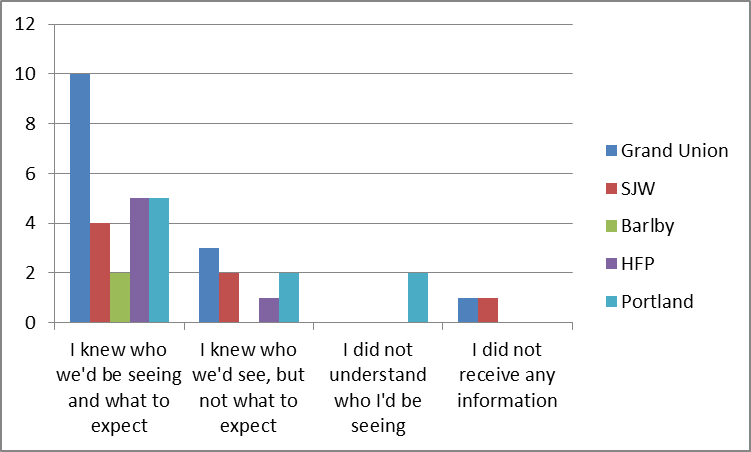 12
10
8
6
4
2
0
I knew who
we'd be seeing
and what to
expect
I knew who
we'd see, but
not what to
expect
I did not
understand
who I'd be
seeing
I did not
receive any
information
Grand Union
SJW
Barlby
HFP
Portland